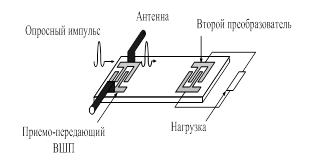 Антенна
Опросный импульс
Второй преобразователь
Приемо-передающий
ВШП
Нагрузка